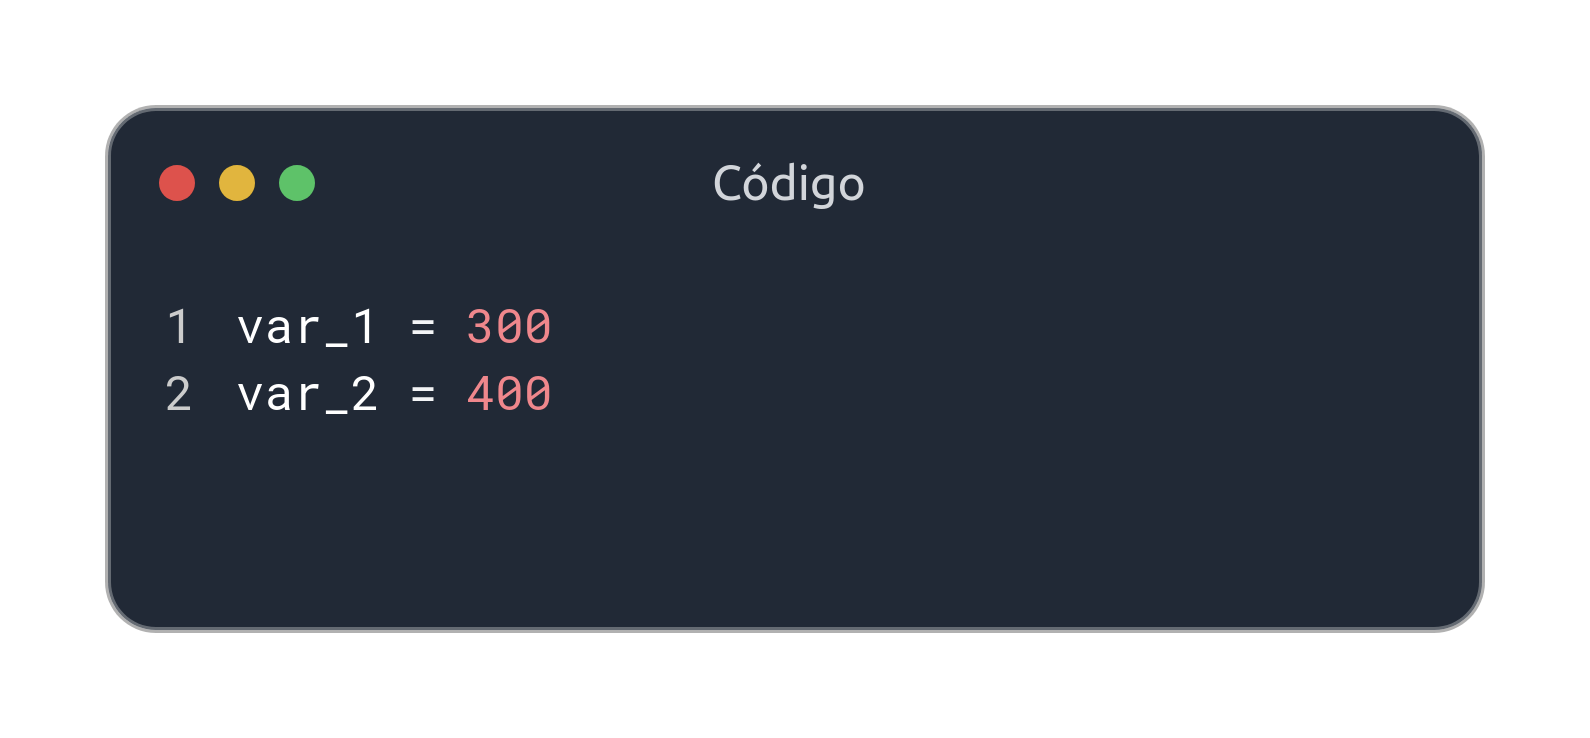 Código
1 var_1 = 300
2 var_2 = 400